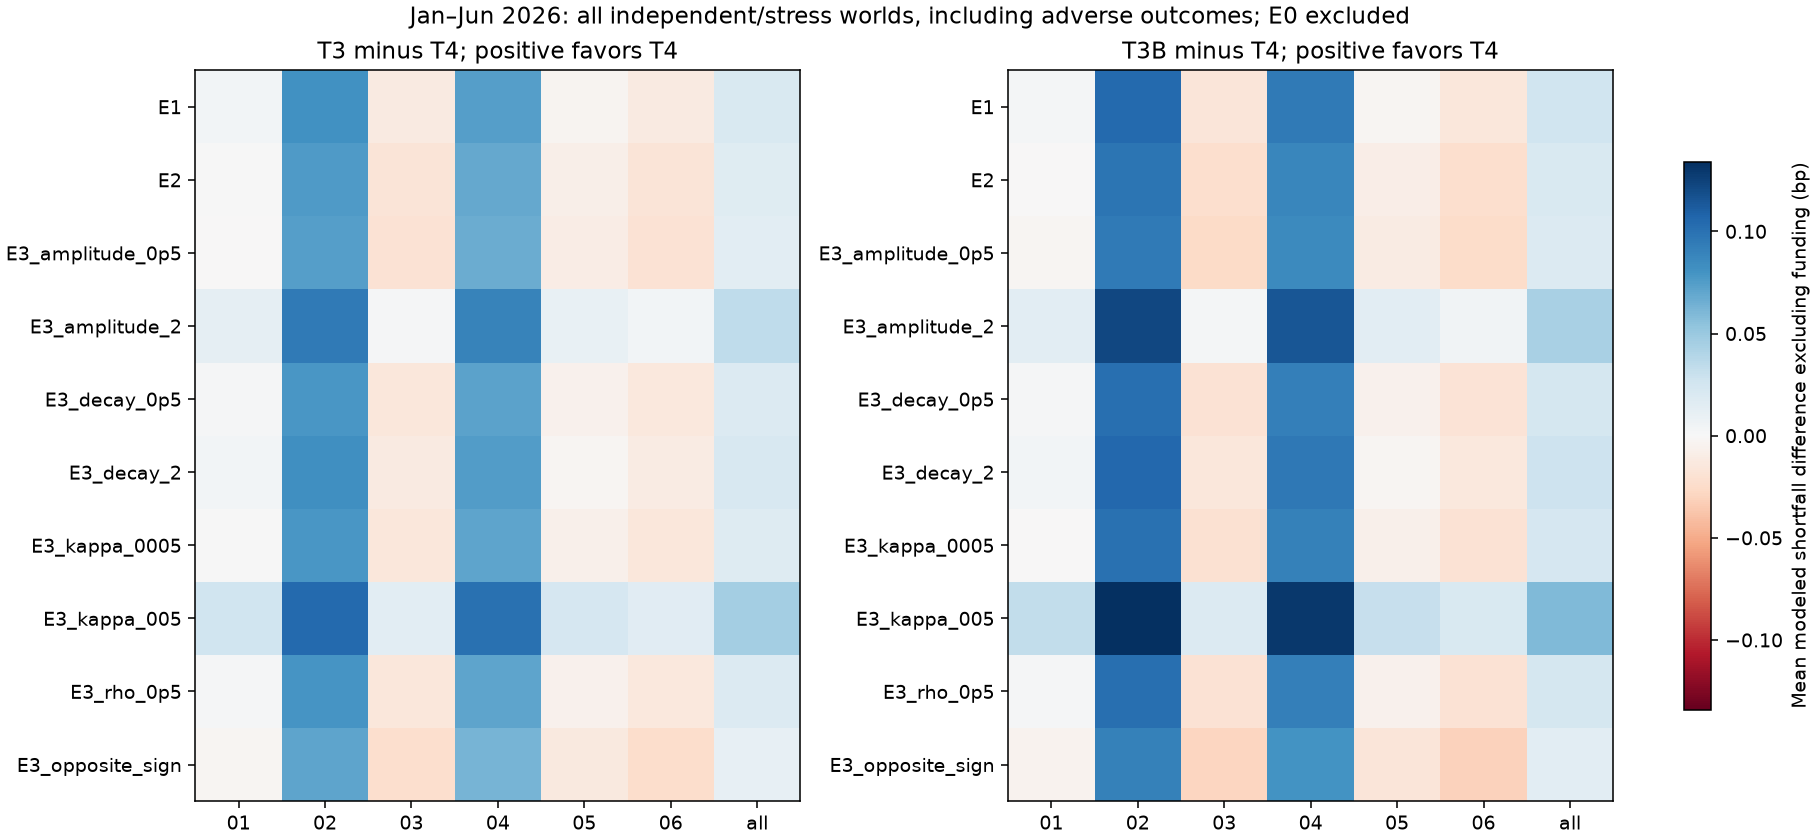 Jan–Jun 2026: all independent/stress worlds, including adverse outcomes; E0 excluded
T3 minus T4; positive favors T4
E1
E2
E3_amplitude_0p5
E3_amplitude_2
E3_decay_0p5
E3_decay_2
E3_kappa_0005
E3_kappa_005
E3_rho_0p5
E3_opposite_sign
01 02 03 04 05 06 all
T3B minus T4; positive favors T4
E1
E2
E3_amplitude_0p5
E3_amplitude_2
E3_decay_0p5
E3_decay_2
E3_kappa_0005
E3_kappa_005
E3_rho_0p5
E3_opposite_sign
01 02 03 04 05 06 all
0.10
0.05
0.00
−0.05
−0.10
Mean modeled shortfall difference excluding funding (bp)